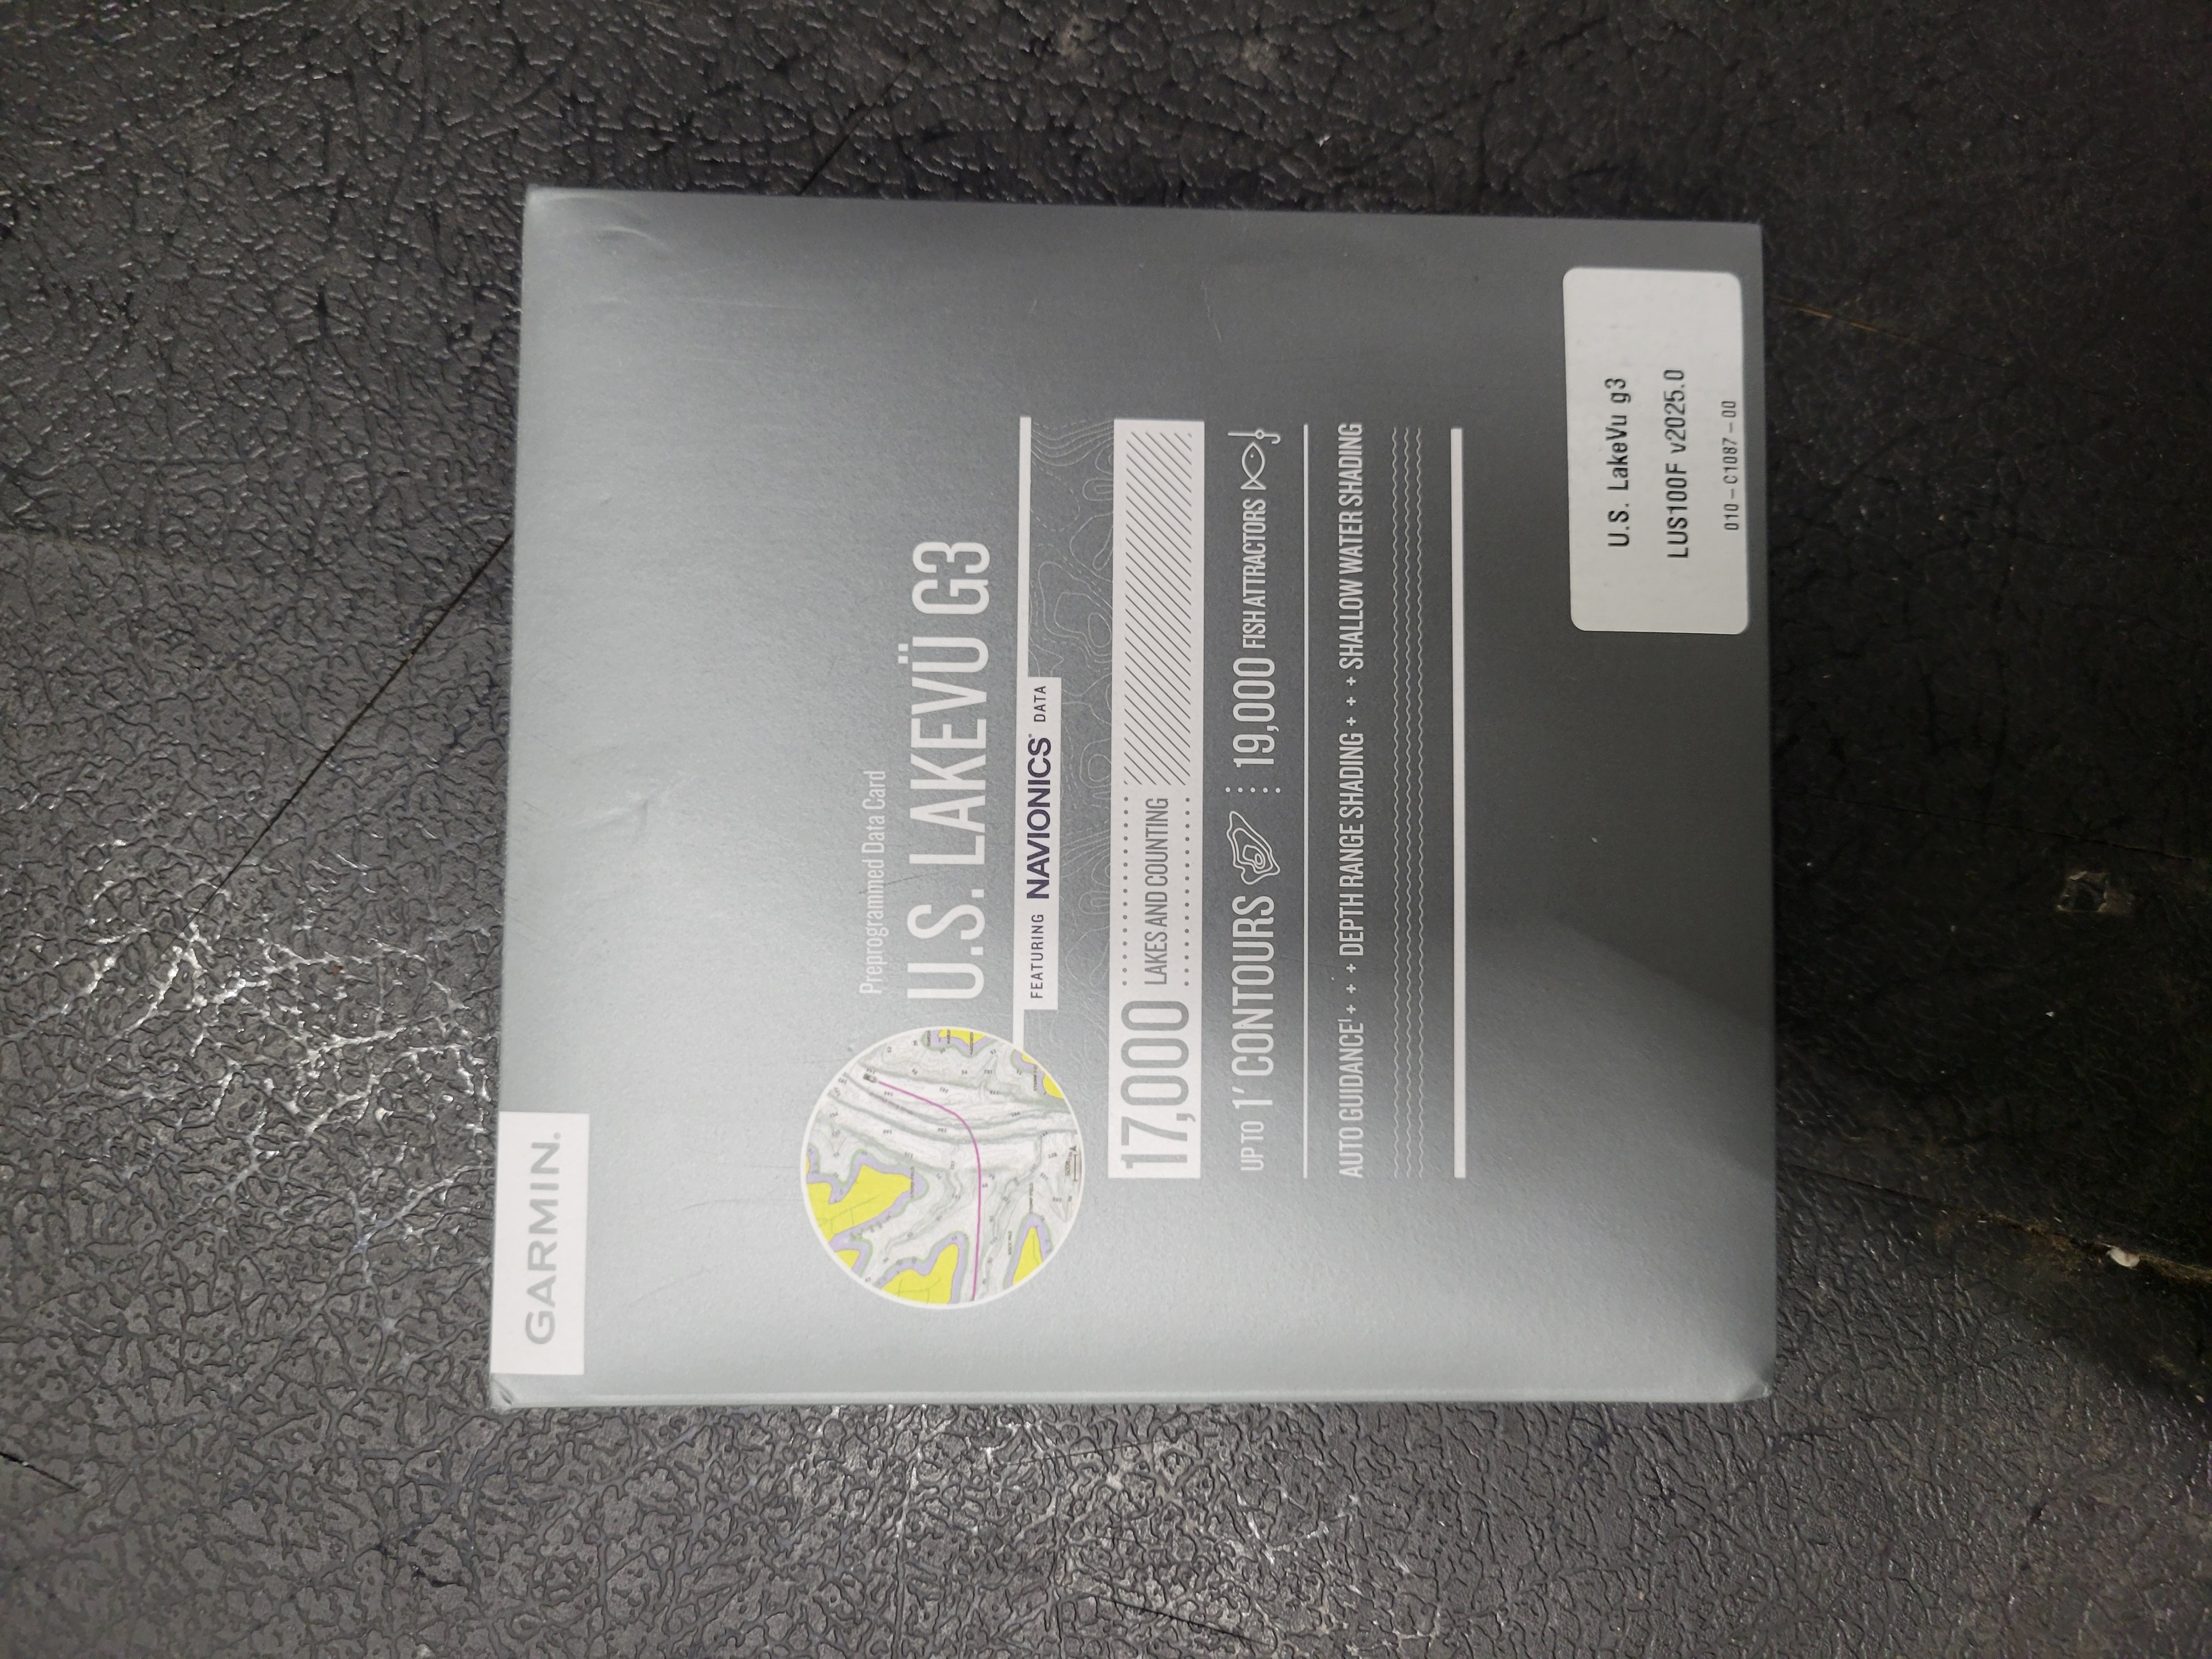 GARMIN.
Preprogrammed Data Card
U.S. LAKEVÜ G3
FEATURING NAVIONICS® DATA
17,000 LAKES AND COUNTING
UP TO 1' CONTOURS 19,000 FISH ATTRACTORS
AUTO GUIDANCE¹ + + + DEPTH RANGE SHADING + + + SHALLOW WATER SHADING
U.S. LakeVu g3
LUS100F v2025.0
010-C1087-00